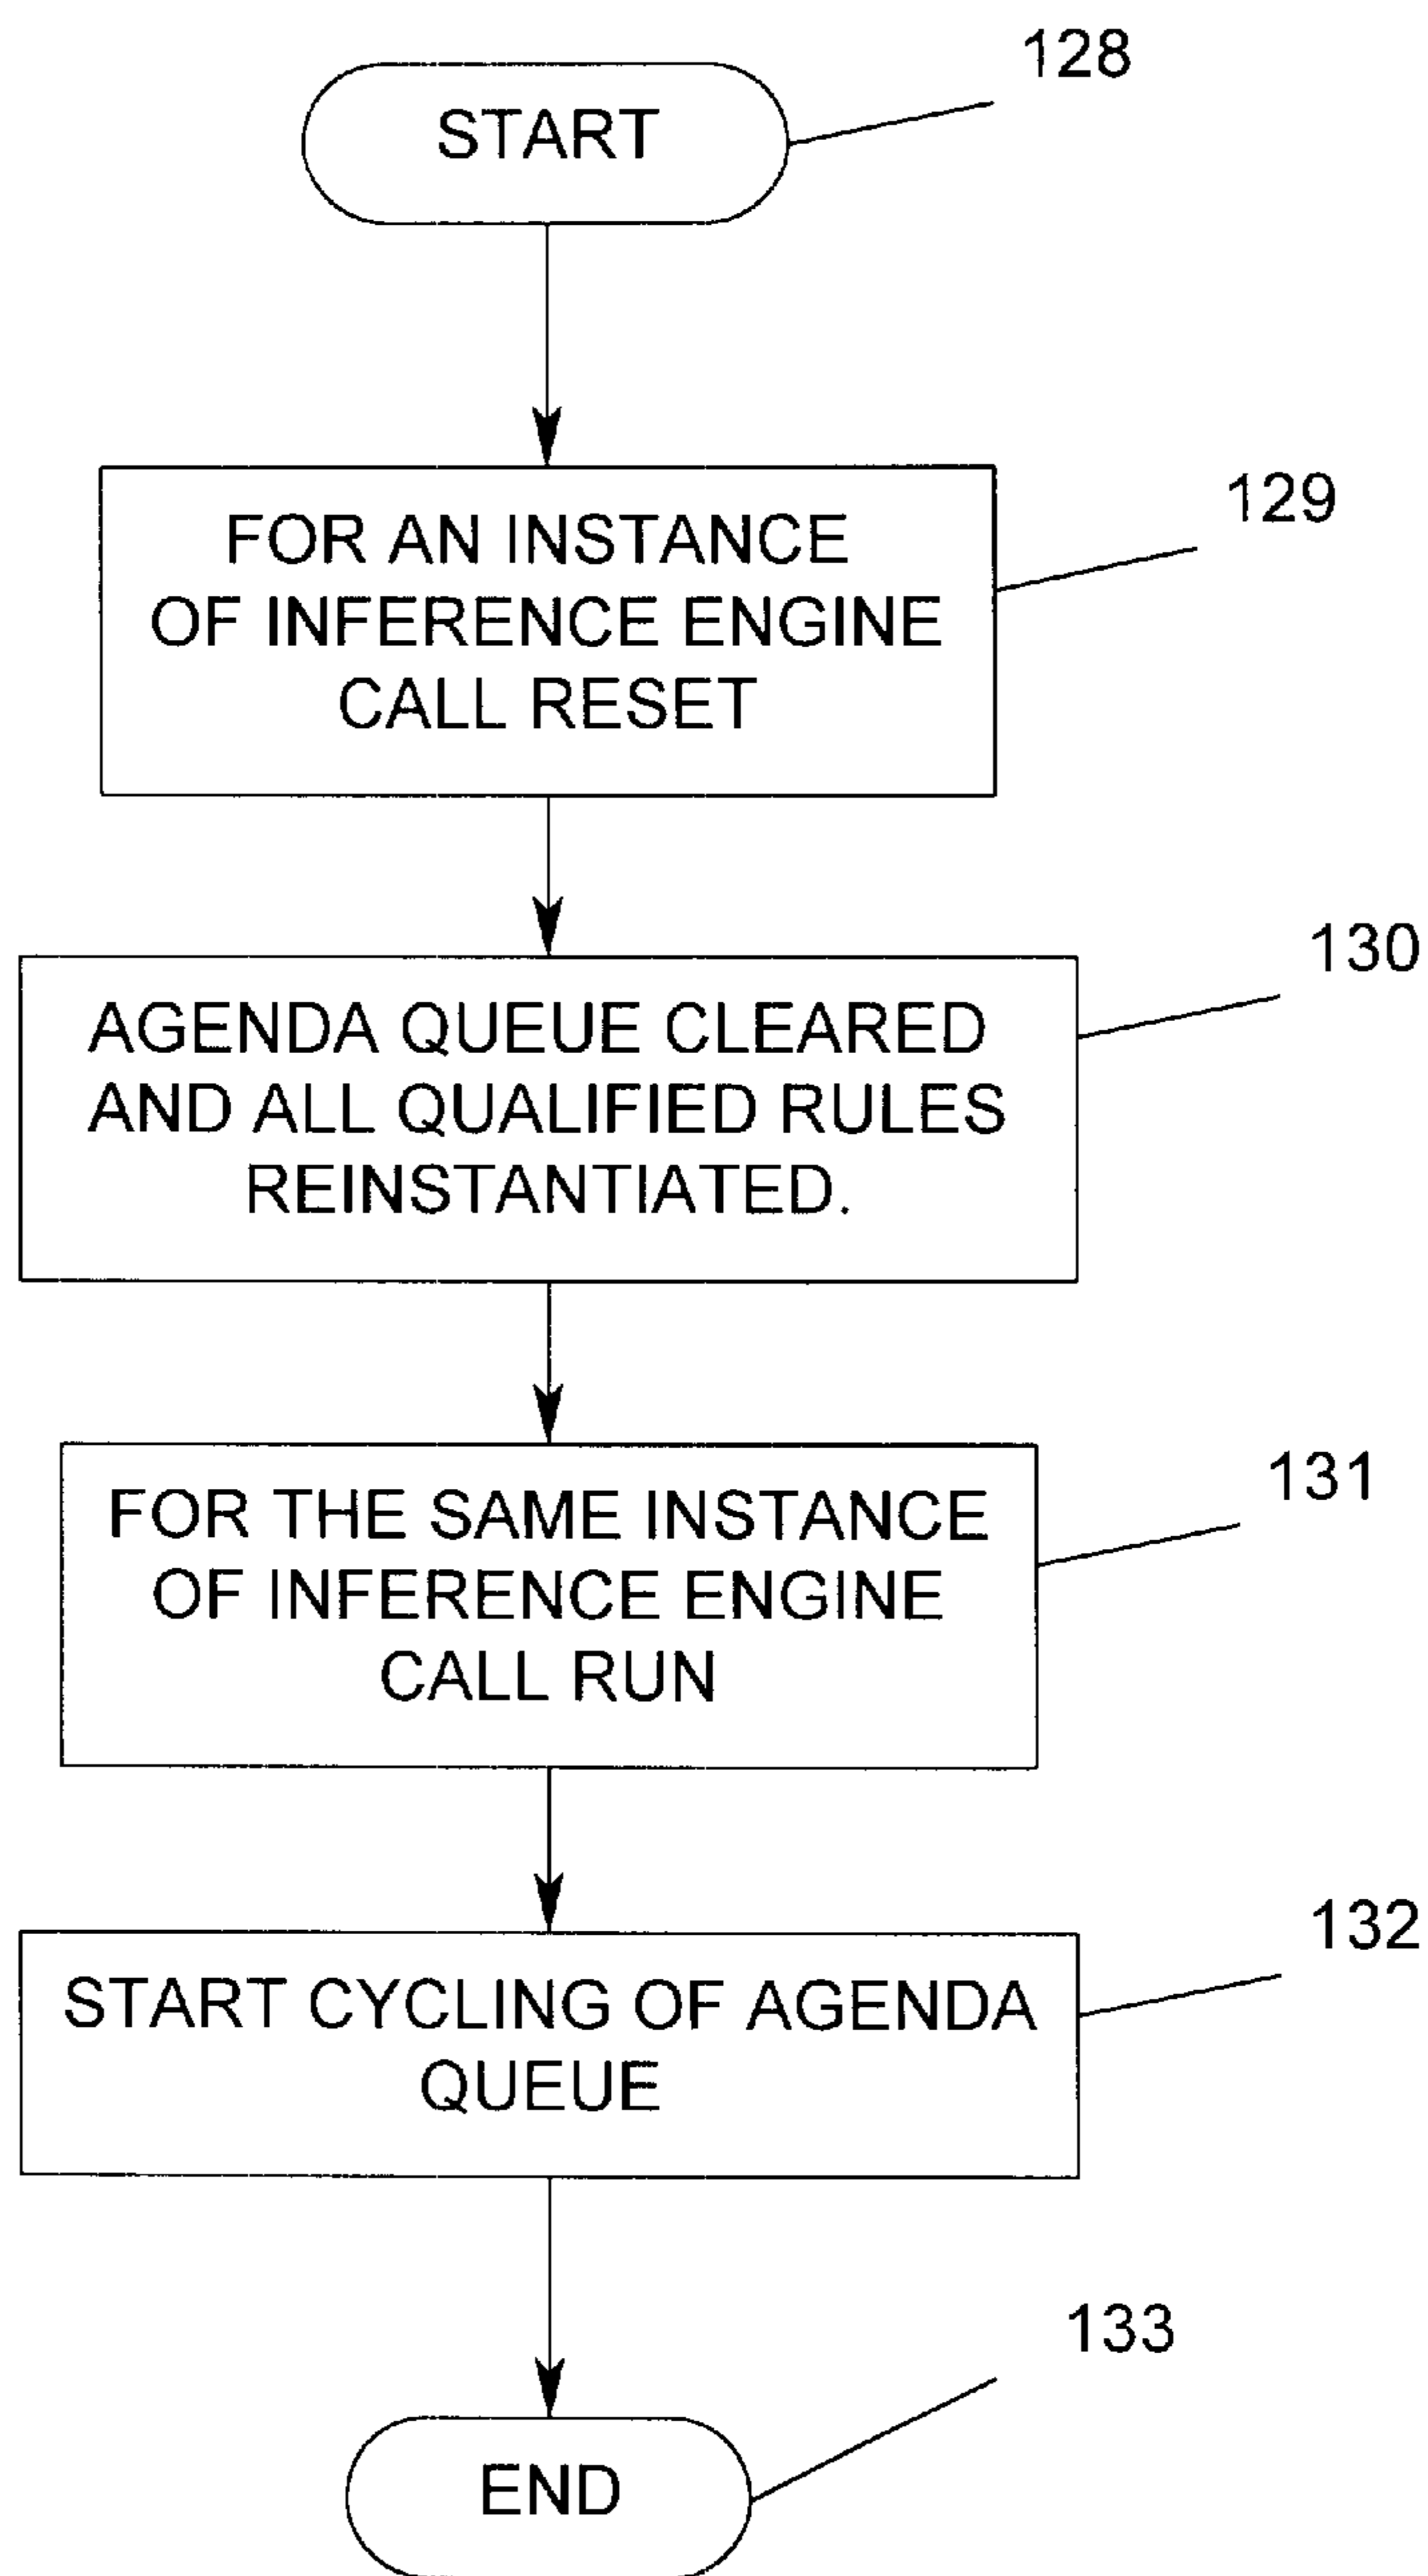 128
START
129
FOR AN INSTANCE
OF INFERENCE ENGINE
CALL RESET
130
AGENDA QUEUE CLEARED
AND ALL QUALIFIED RULES
REINSTANTIATED.
131
FOR THE SAME INSTANCE
OF INFERENCE ENGINE
CALL RUN
132
START CYCLING OF AGENDA
QUEUE
133
END